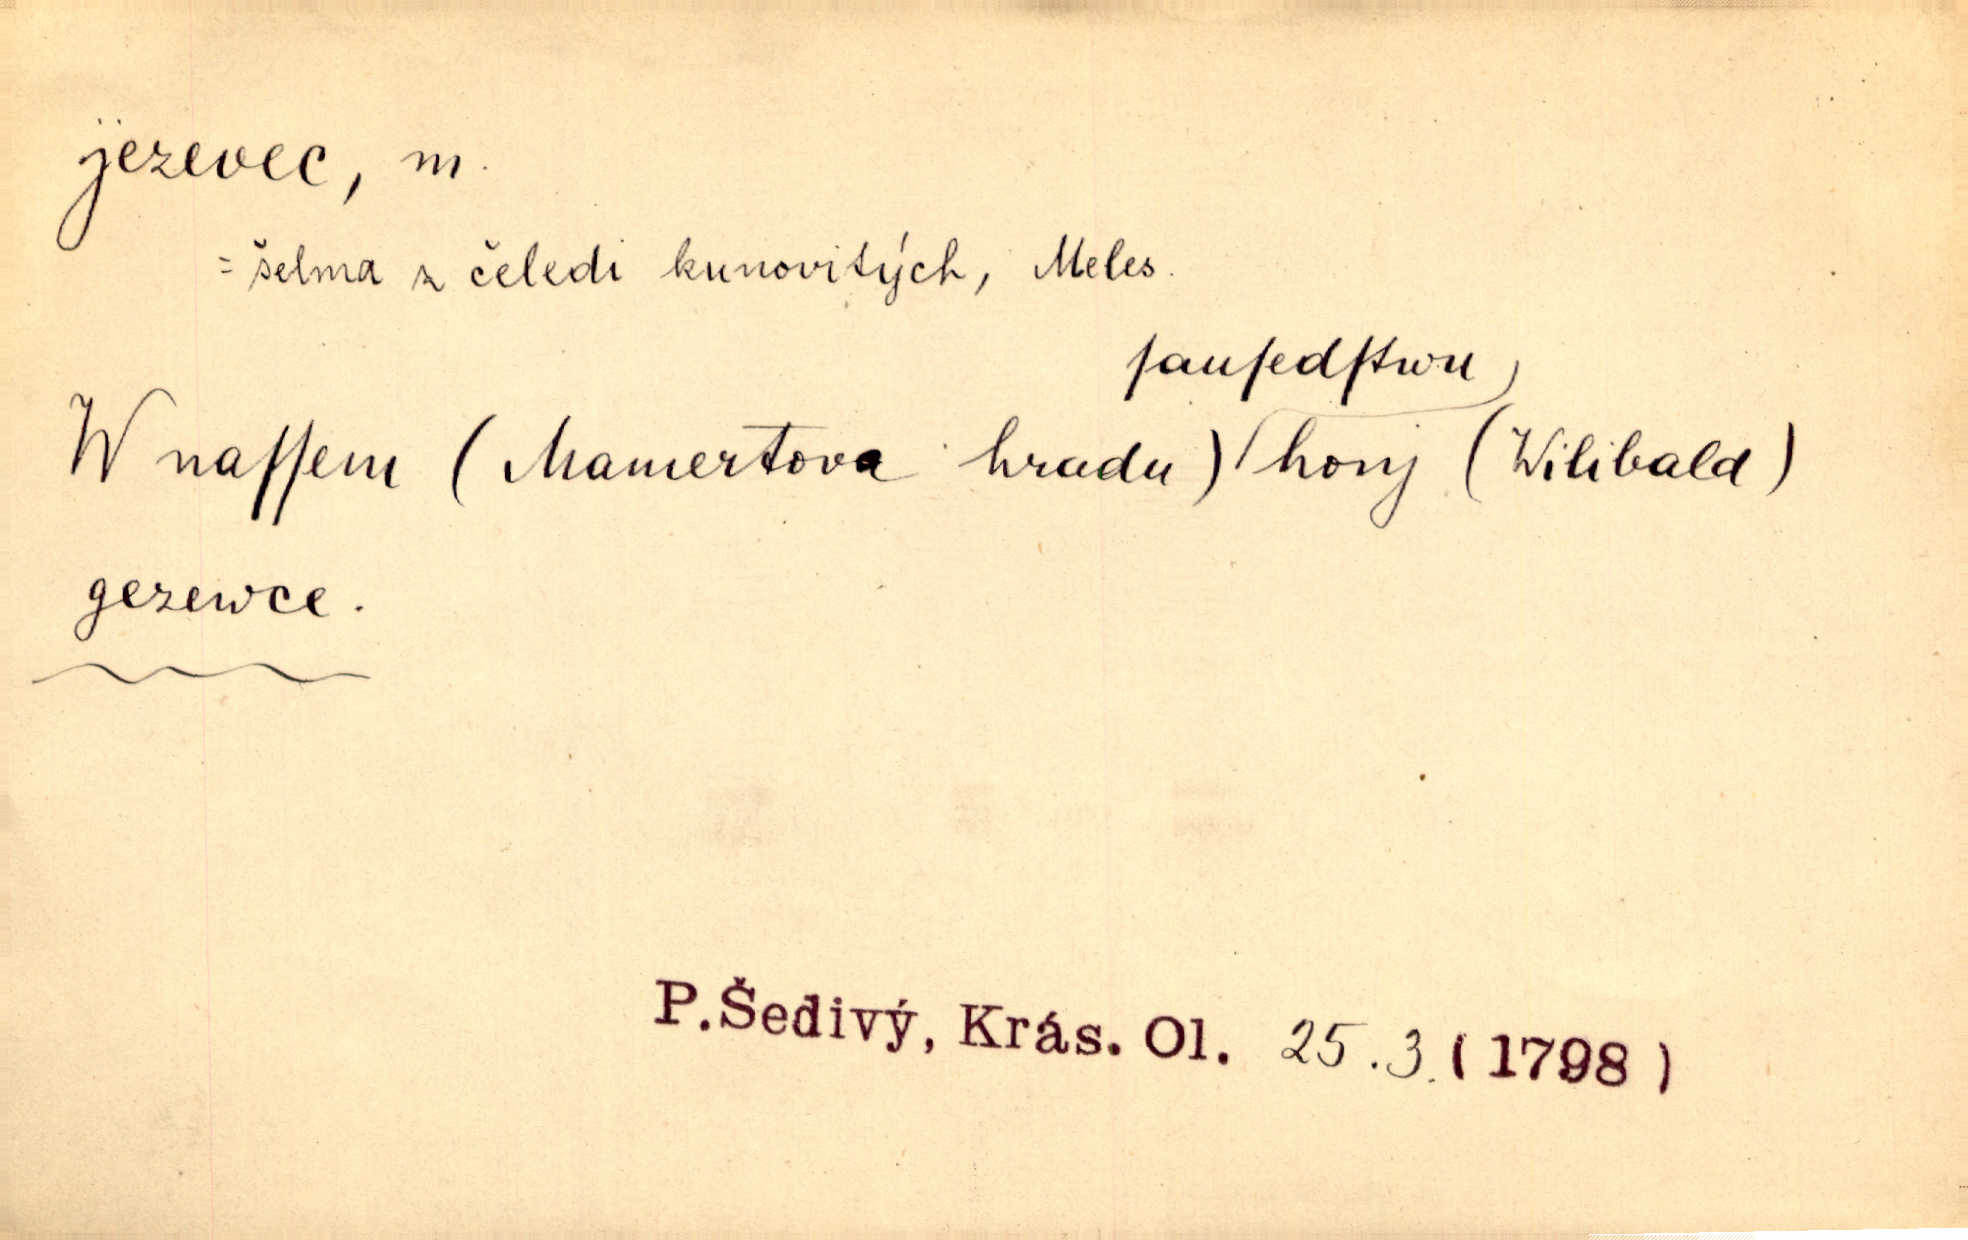 jezevec, m.
= šelma z čeledi kunovitých, Meles.
ſauſedſtwu
W naſſem (Mamertova hradu) honj (Wilibald)
gezewce.
P. Šedivý, Krás. Ol. 25.3. (1798)